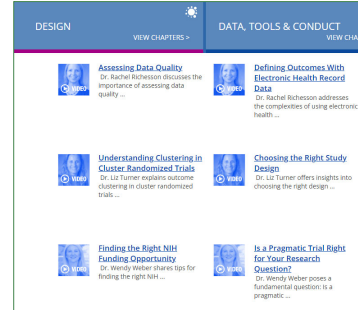 DESIGN
VIEW CHAPTERS >
VIDEO
Assessing Data Quality
Dr. Rachel Richesson discusses the
importance of assessing data
quality ...
VIDEO
Understanding Clustering in
Cluster Randomized Trials
Dr. Liz Turner explains outcome
clustering in cluster randomized
trials ...
VIDEO
Finding the Right NIH
Funding Opportunity
Dr. Wendy Weber shares tips for
finding the right NIH ...
DATA, TOOLS & CONDUCT
VIEW CHA
VIDEO
Defining Outcomes With
Electronic Health Record
Data
Dr. Rachel Richesson addresses
the complexities of using electronic
health ...
VIDEO
Choosing the Right Study
Design
Dr. Liz Turner offers insights into
choosing the right design ...
VIDEO
Is a Pragmatic Trial Right
for Your Research
Question?
Dr. Wendy Weber poses a
fundamental question: Is a
pragmatic ...